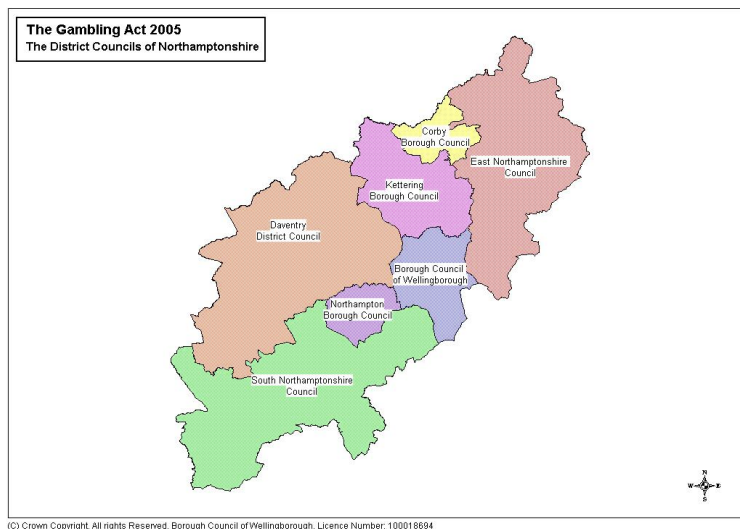 The Gambling Act 2005
The District Councils of Northamptonshire
Corby
Borough Council
East Northamptonshire
Council
Kettering
Borough Council
Daventry
District Council
Borough Council
of Wellingborough
Northampton
Borough Council
South Northamptonshire
Council
N
W E
S
(C) Crown Copyright. All rights Reserved. Borough Council of Wellingborough. Licence Number: 100018694